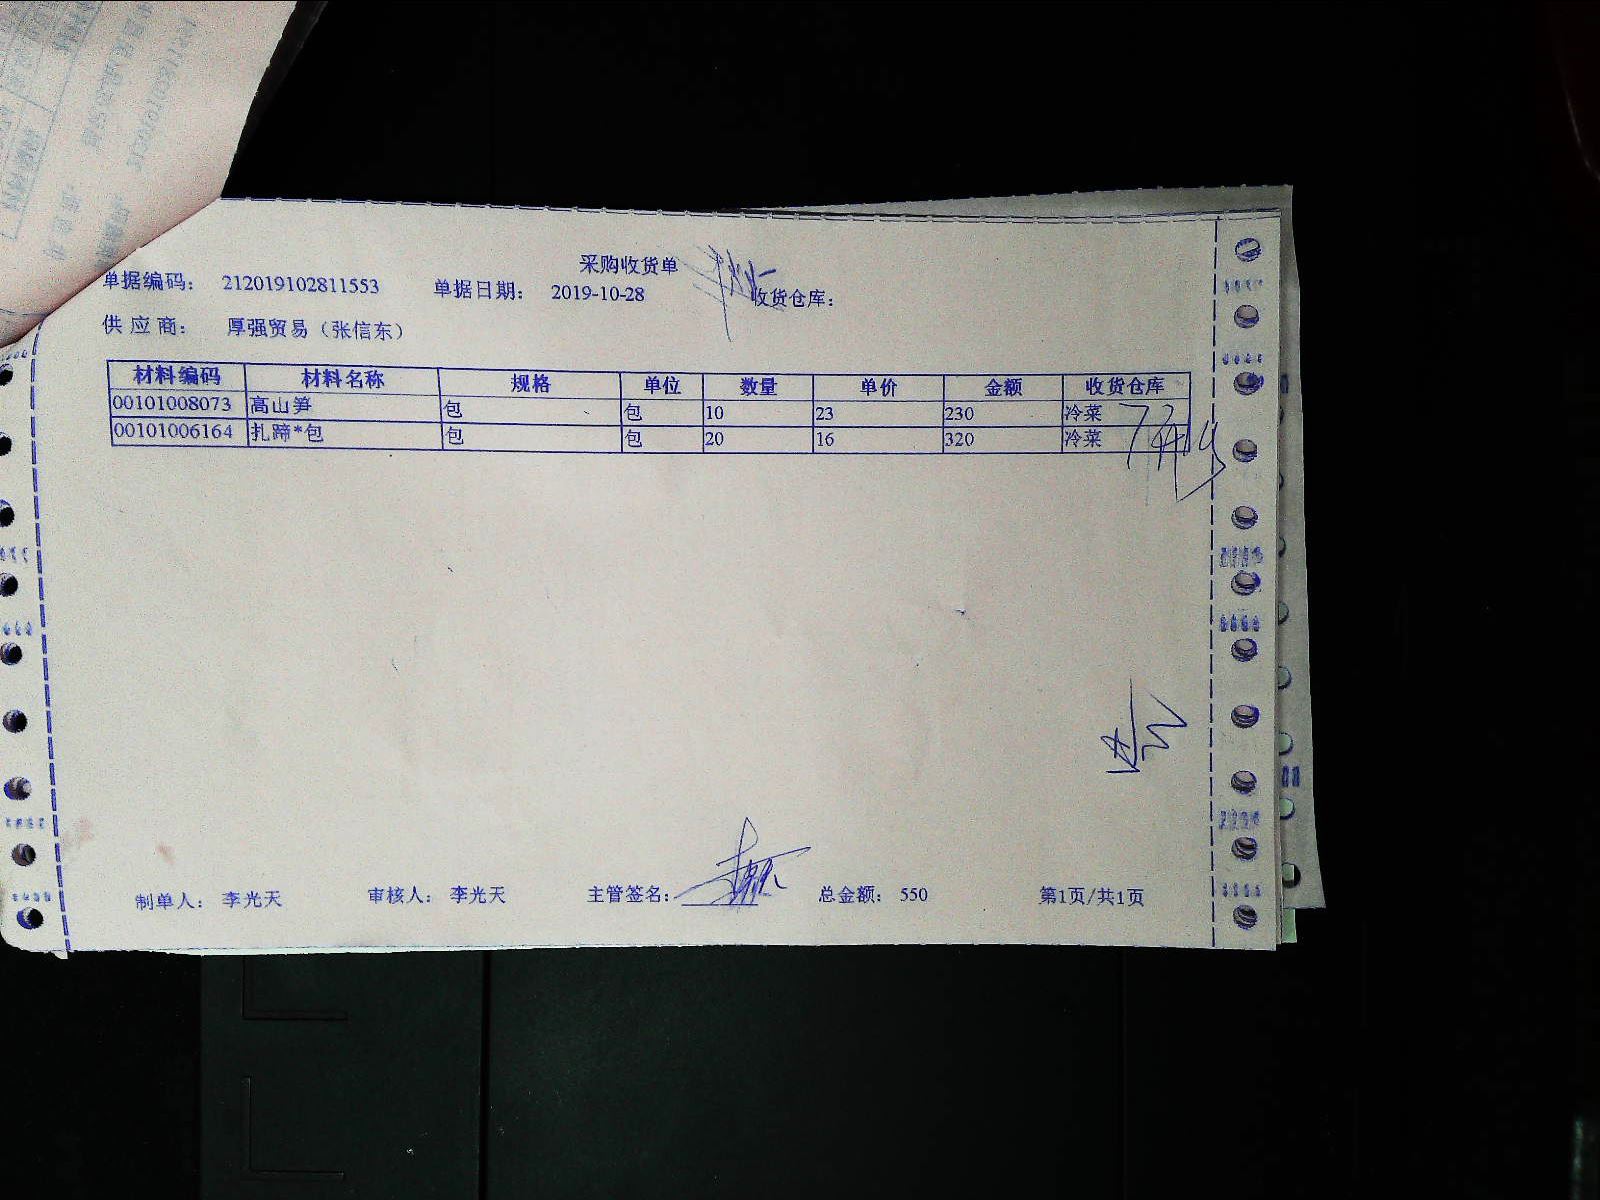 采购收货单
单据编码： 212019102811553 单据日期： 2019-10-28 收货仓库：
供 应 商： 厚强贸易（张信东）
材料编码 材料名称 规格 单位 数量 单价 金额 收货仓库
00101008073 高山笋 包 包 10 23 230 冷菜
00101006164 扎蹄*包 包 包 20 16 320 冷菜
制单人： 李光天 审核人： 李光天 主管签名： 总金额： 550 第1页/共1页